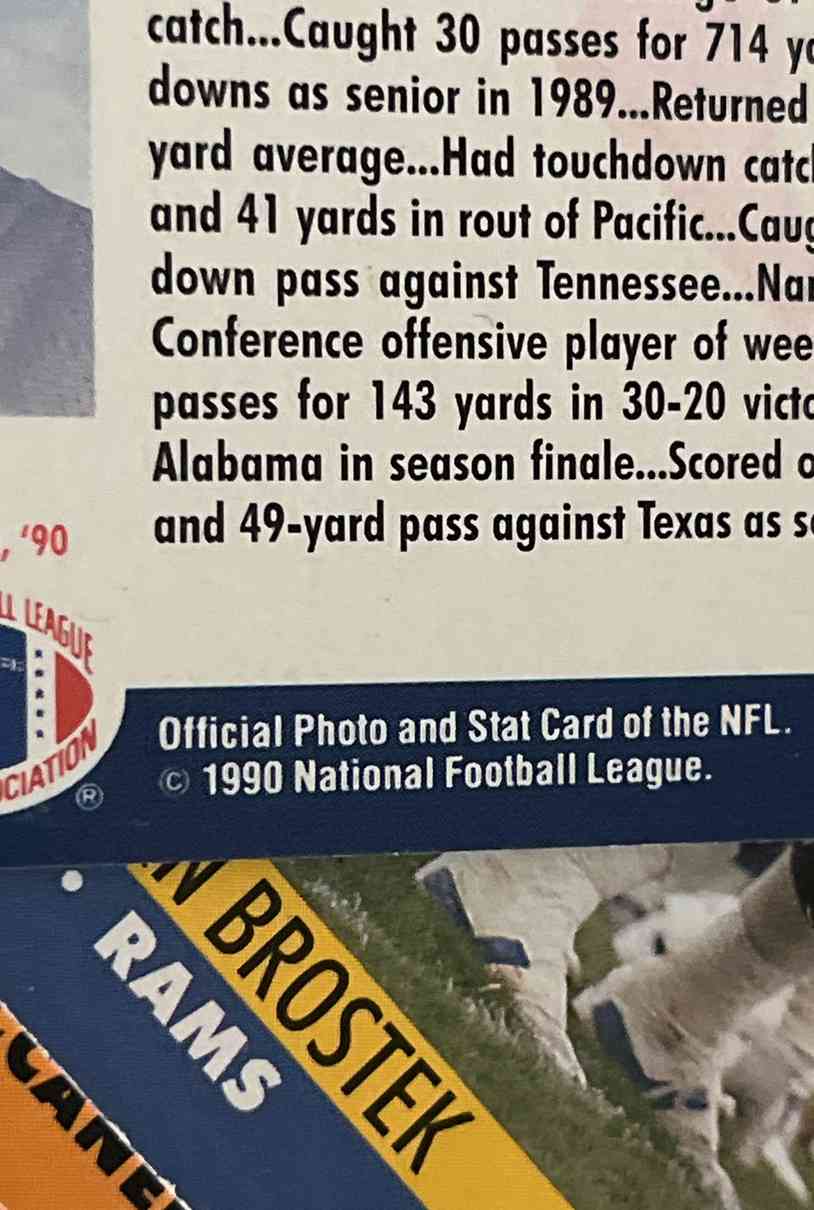 catch...Caught 30 passes for 714
downs as senior in 1989...Returned
yard average...Had touchdown
and 41 yards in rout of Pacific...
down pass against Tennessee...
Conference offensive player of
passes for 143 yards in 30-20
Alabama in season finale...Scored
and 49-yard pass against Texas as
, '90
LEAGUE
Official Photo and Stat Card of the NFL.
© 1990 National Football League.
®
BROSTEK
• RAMS